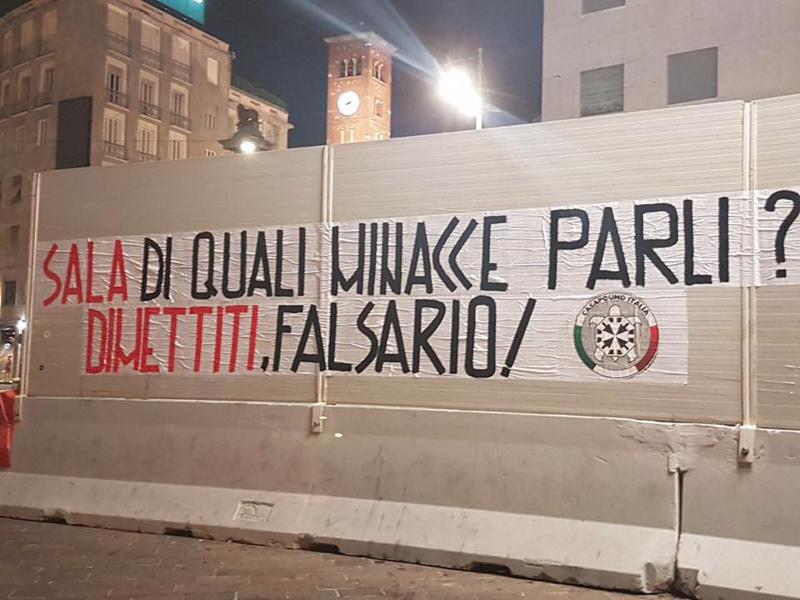 SALA DI QUALI MINACCE PARLI?
DIMETTITI, FALSARIO!
CASAPOUND ITALIA